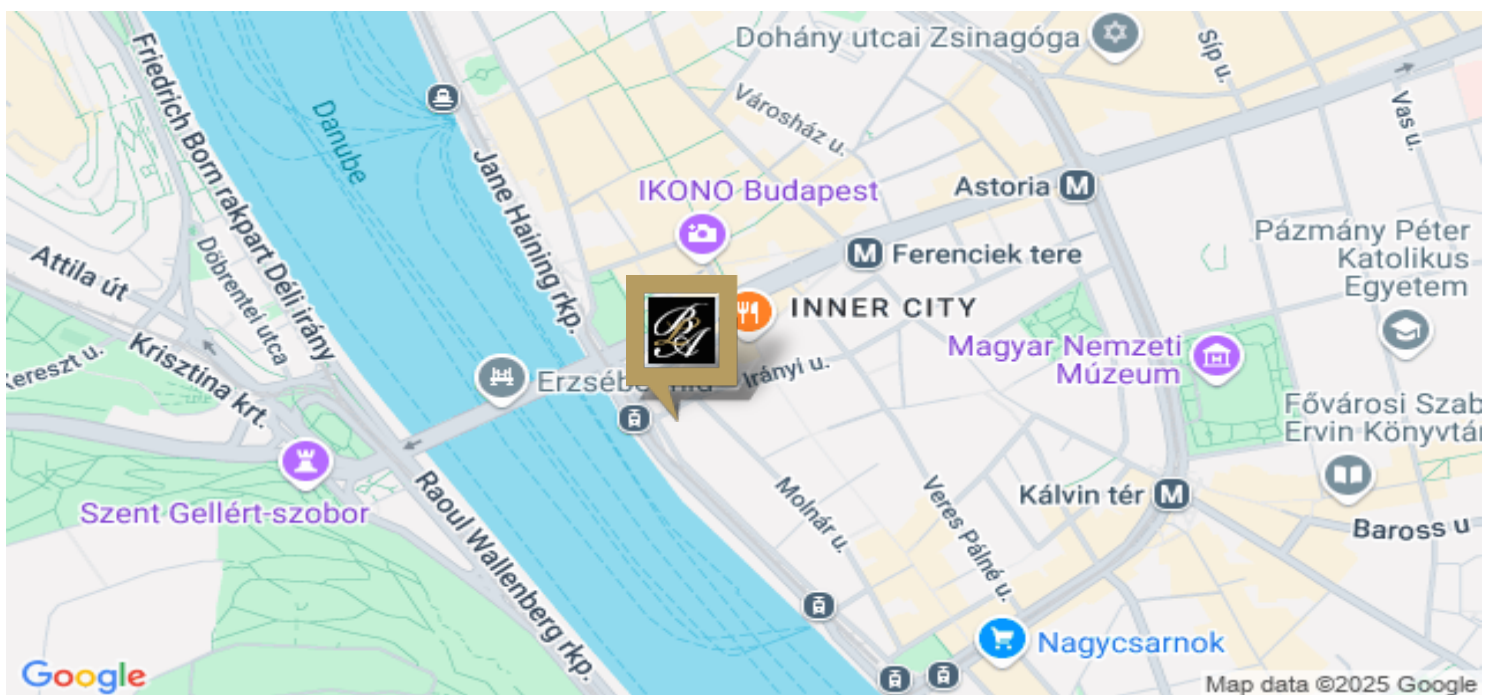 Dohány utcai Zsinagóga
Síp u.
Friedrich Born rakpart Déli irány
Danube
Városház u.
Vas u.
Jane Haining rkp.
IKONO Budapest
Astoria M
Pázmány Péter
Katolikus
Egyetem
M Ferenciek tere
Attila út
Döbrentei utca
INNER CITY
Krisztina krt.
Magyar Nemzeti
Múzeum
Irányi u.
Kereszt u.
Fővárosi Szab
Ervin Könyvtár
Kálvin tér M
Molnár u.
Veres Pálné u.
Baross u
Szent Gellért-szobor
Raoul Wallenberg rkp.
Nagycsarnok
Google
Map data ©2025 Google